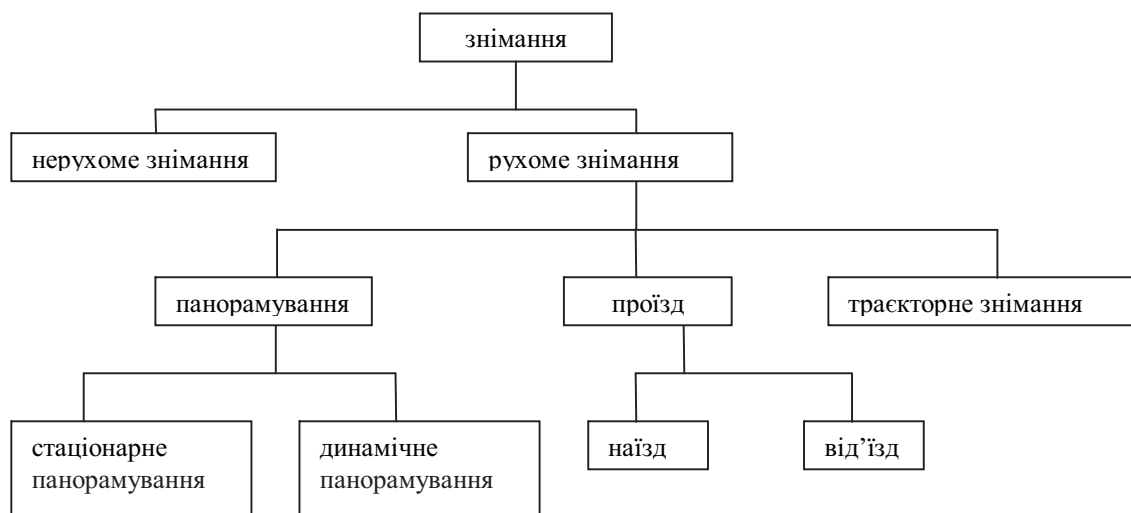 знімання
нерухоме знімання
рухоме знімання
панорамування
проїзд
траєкторне знімання
стаціонарне
панорамування
динамічне
панорамування
наїзд
від’їзд